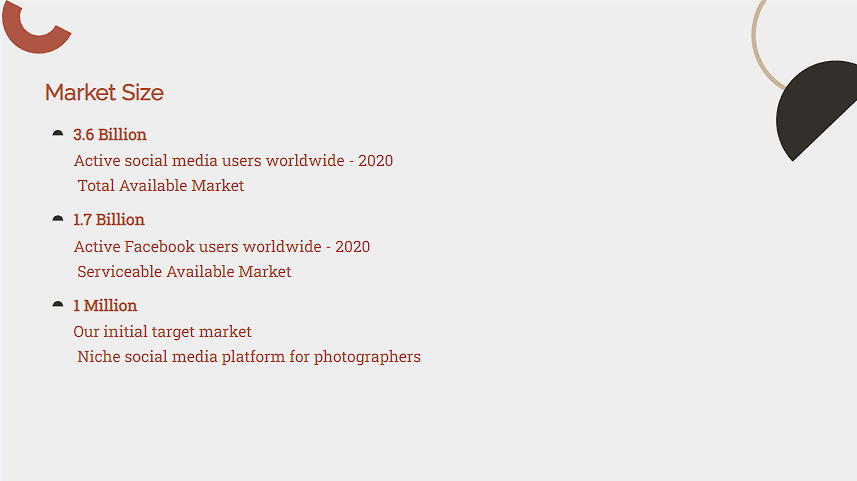 Market Size
3.6 Billion
Active social media users worldwide - 2020
Total Available Market
1.7 Billion
Active Facebook users worldwide - 2020
Serviceable Available Market
1 Million
Our initial target market
Niche social media platform for photographers